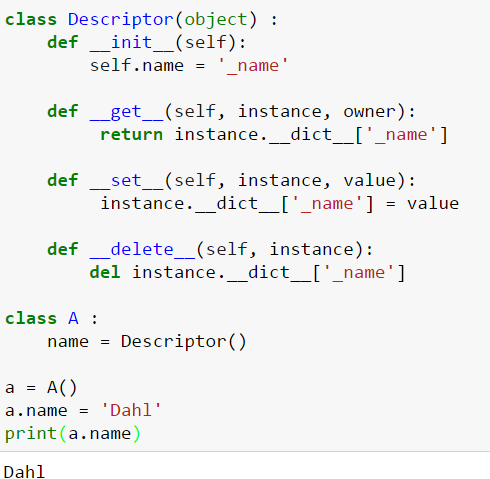 class Descriptor(object) :
    def __init__(self):
        self.name = '_name'
    def __get__(self, instance, owner):
         return instance.__dict__['_name']
    def __set__(self, instance, value):
         instance.__dict__['_name'] = value
    def __delete__(self, instance):
        del instance.__dict__['_name']
class A :
    name = Descriptor()
a = A()
a.name = 'Dahl'
print(a.name)
Dahl